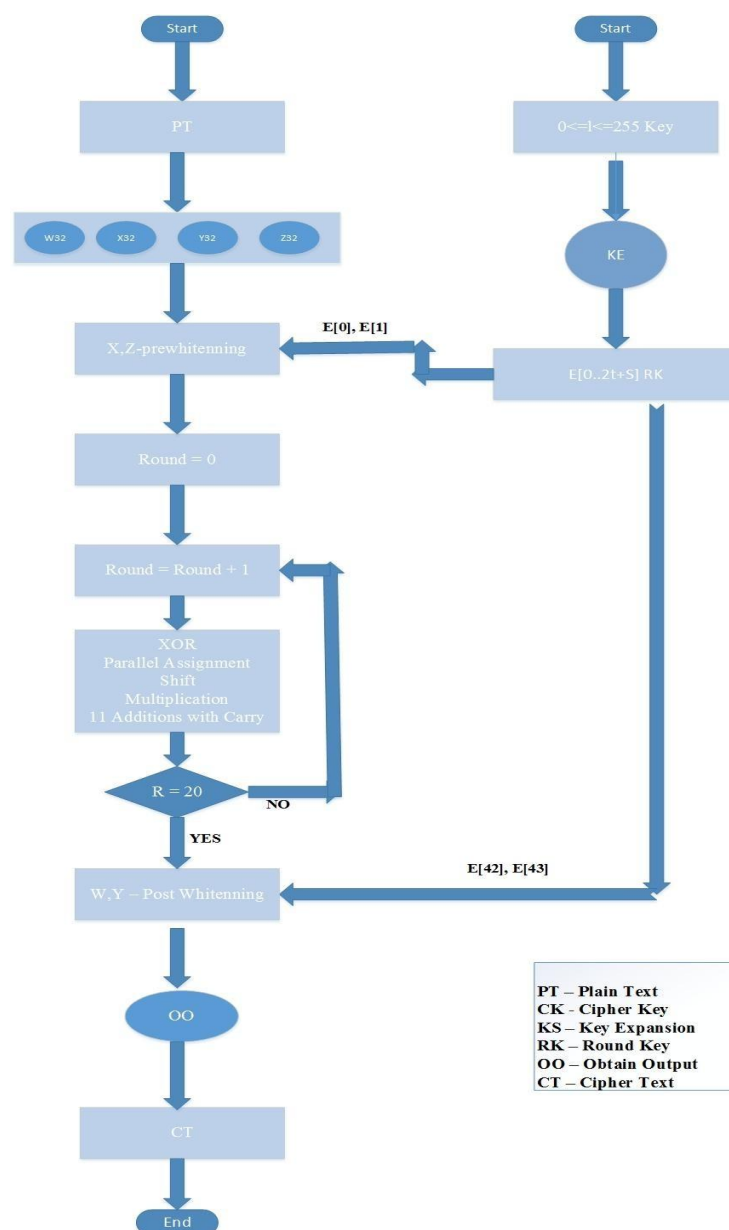 Start
PT
W32 X32 Y32 Z32
X,Z-prewhitenning
Round = 0
Round = Round + 1
XOR
Parallel Assignment
Shift
Multiplication
11 Additions with Carry
R = 20
NO
YES
W,Y – Post Whitenning
OO
CT
End
Start
0<=l<=255 Key
KE
E[0..2t+S] RK
E[0], E[1]
E[42], E[43]
PT – Plain Text
CK - Cipher Key
KS – Key Expansion
RK – Round Key
OO – Obtain Output
CT – Cipher Text